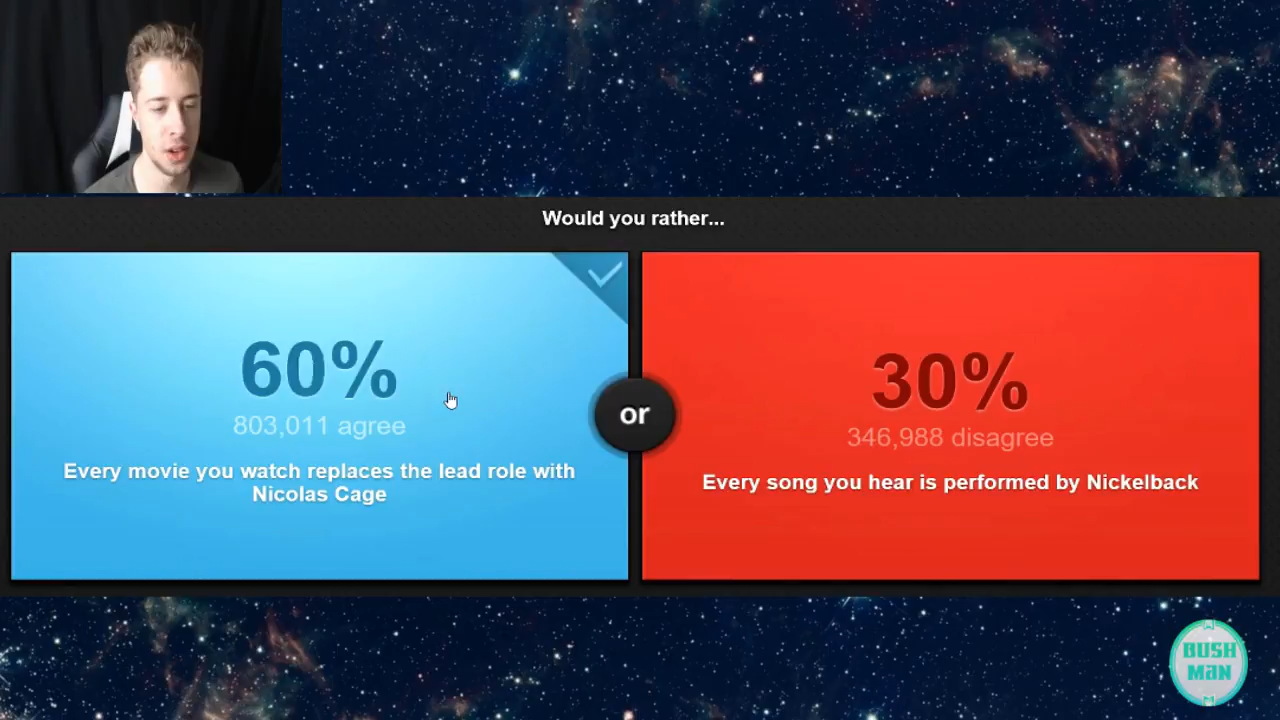 Would you rather...
60%
803,011 agree
Every movie you watch replaces the lead role with
Nicolas Cage
or
30%
346,988 disagree
Every song you hear is performed by Nickelback
BUSH
MAN